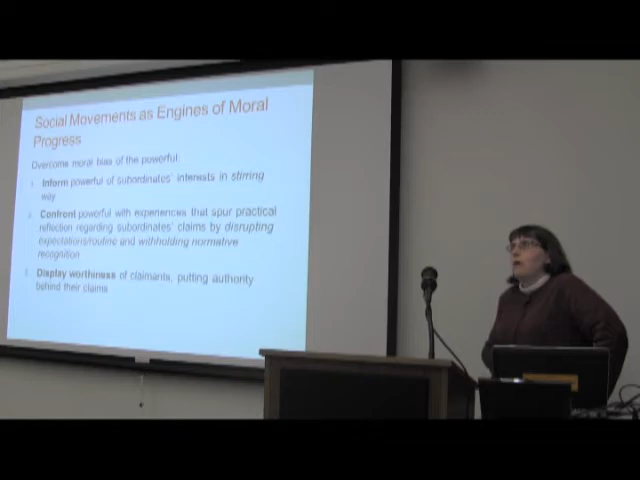 Social Movements as Engines of Moral
Progress
Overcome moral bias of the powerful
1. Inform powerful of subordinates' interests in stirring
way
2. Confront powerful with experiences that spur practical
reflection regarding subordinates' claims by disrupting
expectations/routine and withholding normative
recognition
3. Display worthiness of claimants, putting authority
behind their claims